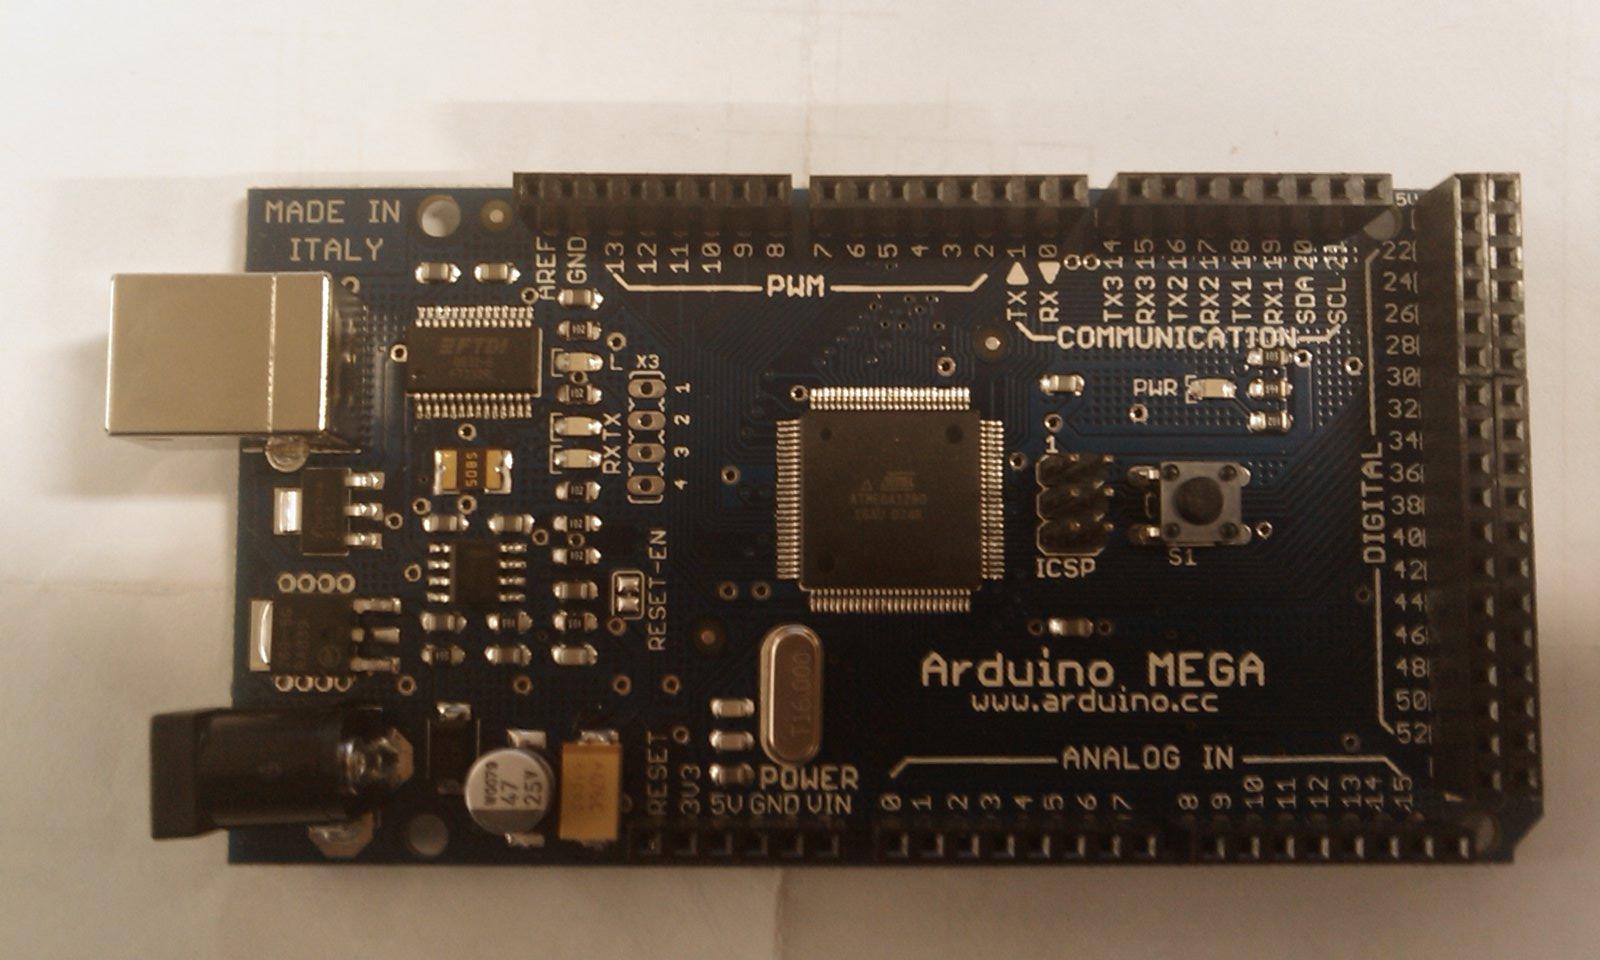 MADE IN
ITALY
AREF
GND
13
12
11
10
9
8
7
6
5
4
3
2
1
0
PWM
TX
RX
TX3 14
RX3 15
TX2 16
RX2 17
TX1 18
RX1 19
SDA 20
SCL 21
COMMUNICATION
5V
22
24
26
28
30
32
34
36
38
40
42
44
46
48
50
52
DIGITAL
FTDI
L
X3
1
2
3
4
RX TX
PWR
1
ICSP
S1
RESET-EN
ATMEGA1280
T16.000
47
25V
Arduino MEGA
www.arduino.cc
POWER
RESET
3V3
5V GND VIN
ANALOG IN
0
1
2
3
4
5
6
7
8
9
10
11
12
13
14
15